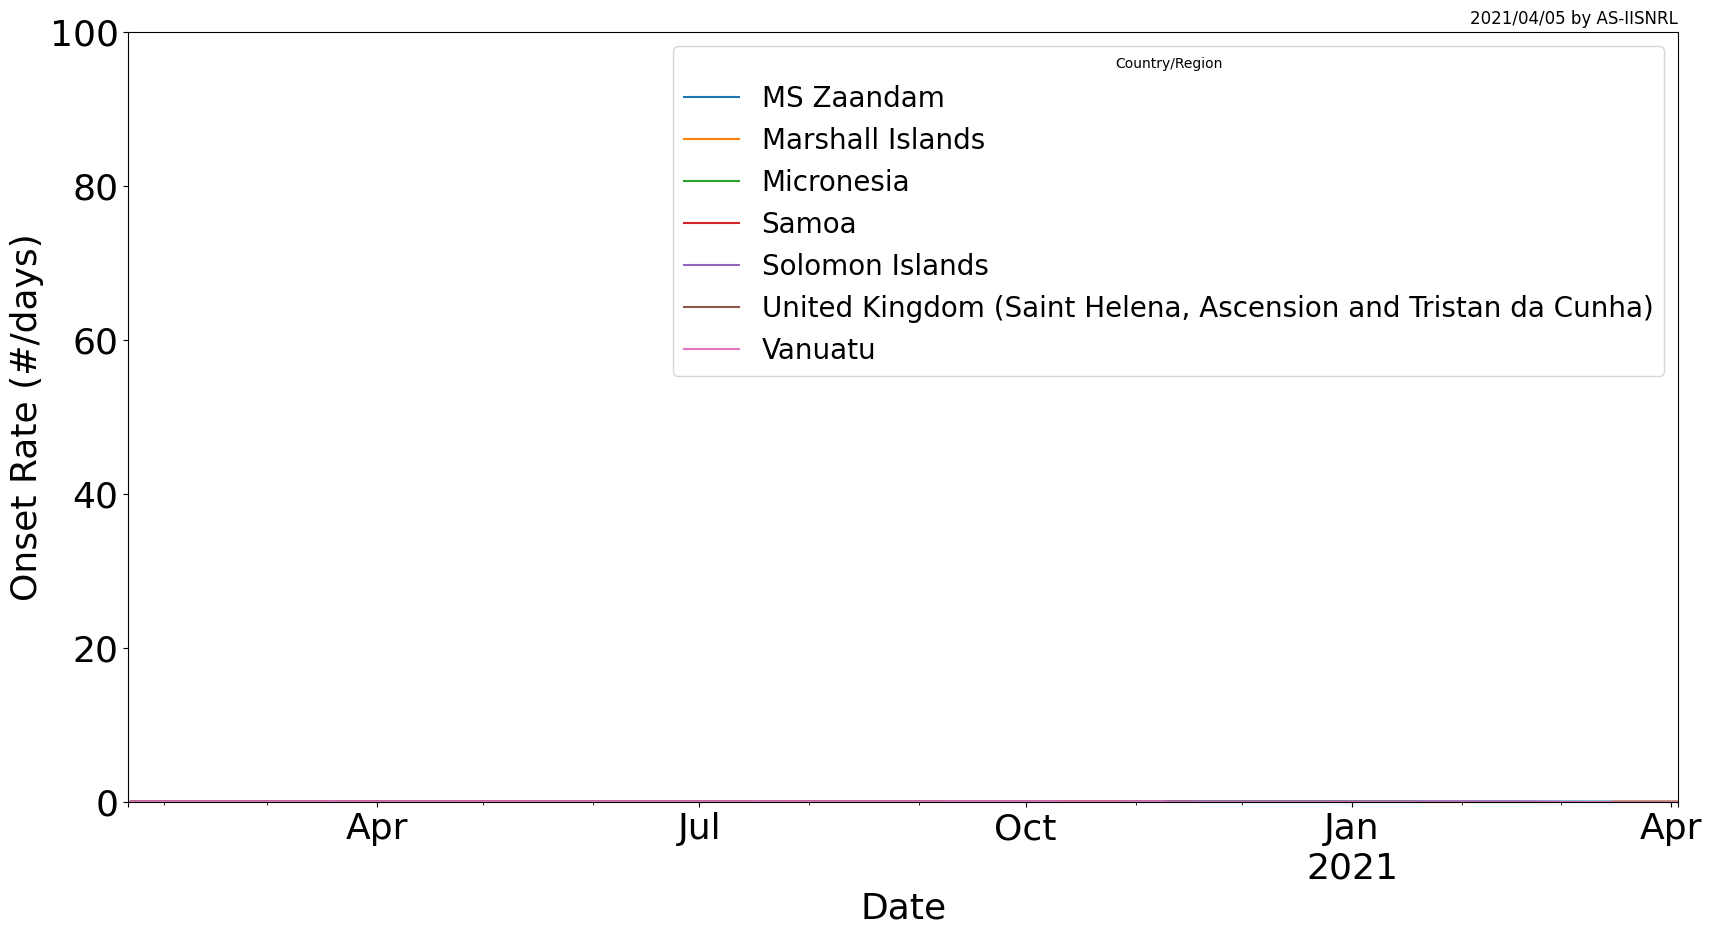 2021/04/05 by AS-IISNRL
100
80
60
40
20
0
Onset Rate (#/days)
Country/Region
MS Zaandam
Marshall Islands
Micronesia
Samoa
Solomon Islands
United Kingdom (Saint Helena, Ascension and Tristan da Cunha)
Vanuatu
Apr Jul Oct Jan Apr
2021
Date